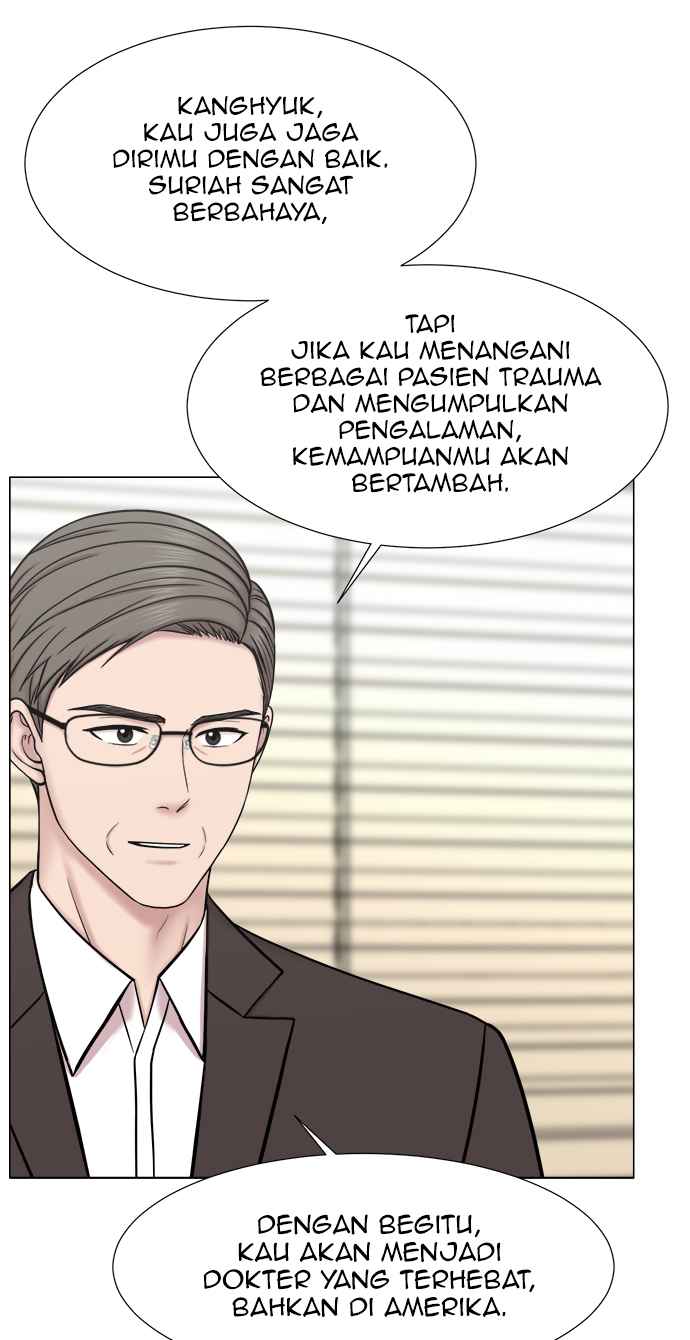 KANGHYUK,
KAU JUGA JAGA
DIRIMU DENGAN BAIK.
SURIAH SANGAT
BERBAHAYA,
TAPI
JIKA KAU MENANGANI
BERBAGAI PASIEN TRAUMA
DAN MENGUMPULKAN
PENGALAMAN,
KEMAMPUANMU AKAN
BERTAMBAH.
DENGAN BEGITU,
KAU AKAN MENJADI
DOKTER YANG TERHEBAT,
BAHKAN DI AMERIKA.